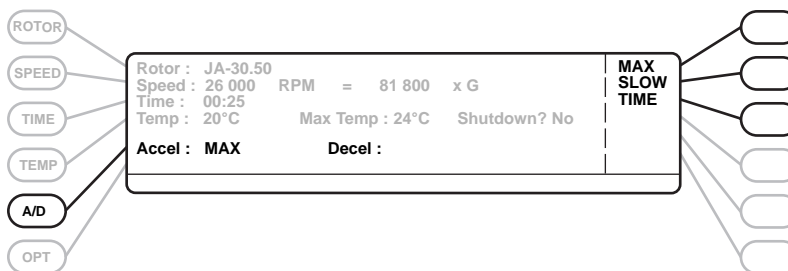 ROTOR
SPEED
TIME
TEMP
A/D
OPT
Rotor : JA-30.50
Speed : 26 000 RPM = 81 800 x G
Time : 00:25
Temp : 20°C Max Temp : 24°C Shutdown? No
Accel : MAX Decel :
MAX
SLOW
TIME